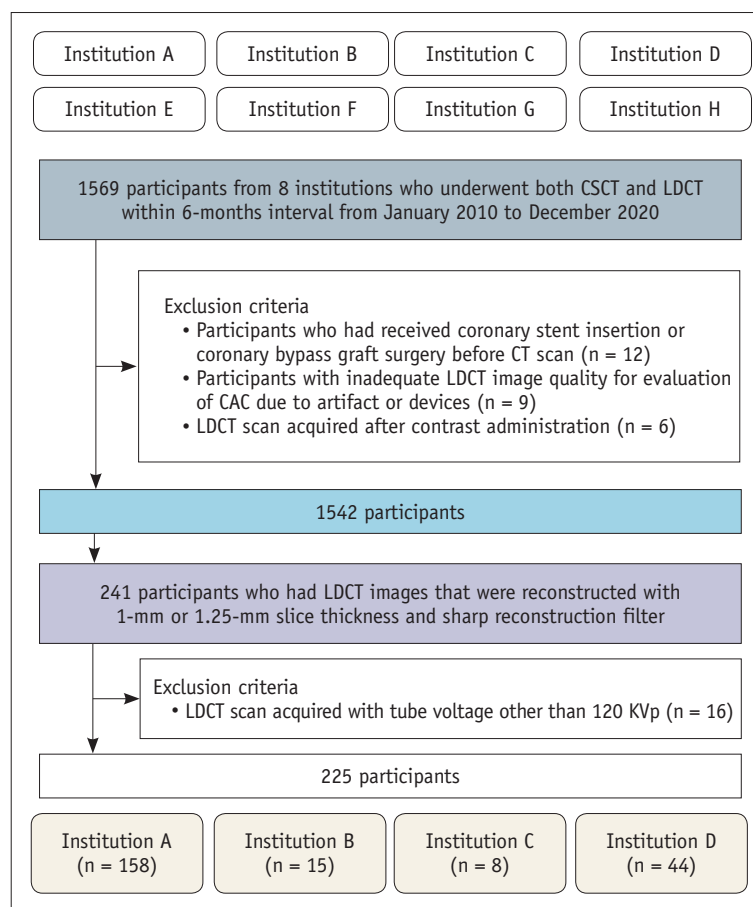 Institution A
Institution B
Institution C
Institution D
Institution E
Institution F
Institution G
Institution H
1569 participants from 8 institutions who underwent both CSCT and LDCT
within 6-months interval from January 2010 to December 2020
Exclusion criteria
• Participants who had received coronary stent insertion or
coronary bypass graft surgery before CT scan (n = 12)
• Participants with inadequate LDCT image quality for evaluation
of CAC due to artifact or devices (n = 9)
• LDCT scan acquired after contrast administration (n = 6)
1542 participants
241 participants who had LDCT images that were reconstructed with
1-mm or 1.25-mm slice thickness and sharp reconstruction filter
Exclusion criteria
• LDCT scan acquired with tube voltage other than 120 KVp (n = 16)
225 participants
Institution A
(n = 158)
Institution B
(n = 15)
Institution C
(n = 8)
Institution D
(n = 44)